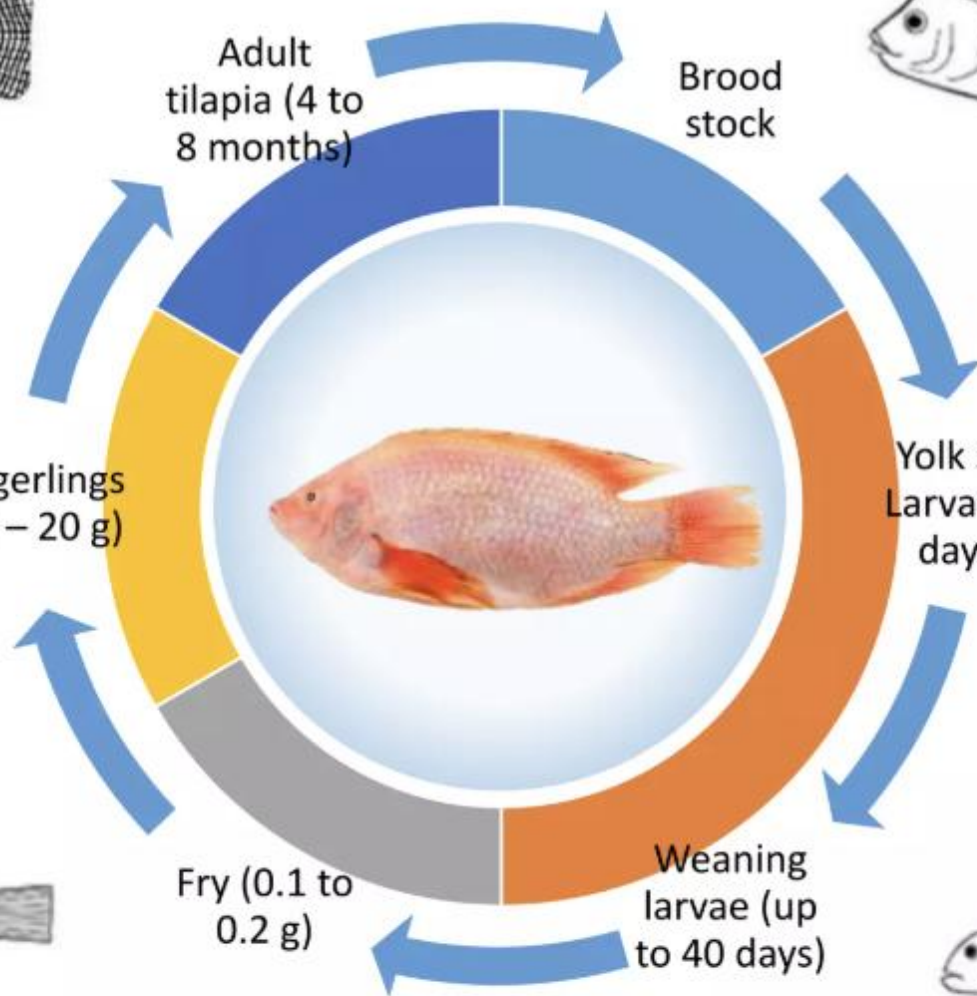 Adult
tilapia (4 to
8 months)
Brood
stock
Yolk
Larva
day
Weaning
larvae (up
to 40 days)
Fry (0.1 to
0.2 g)
gerlings
– 20 g)